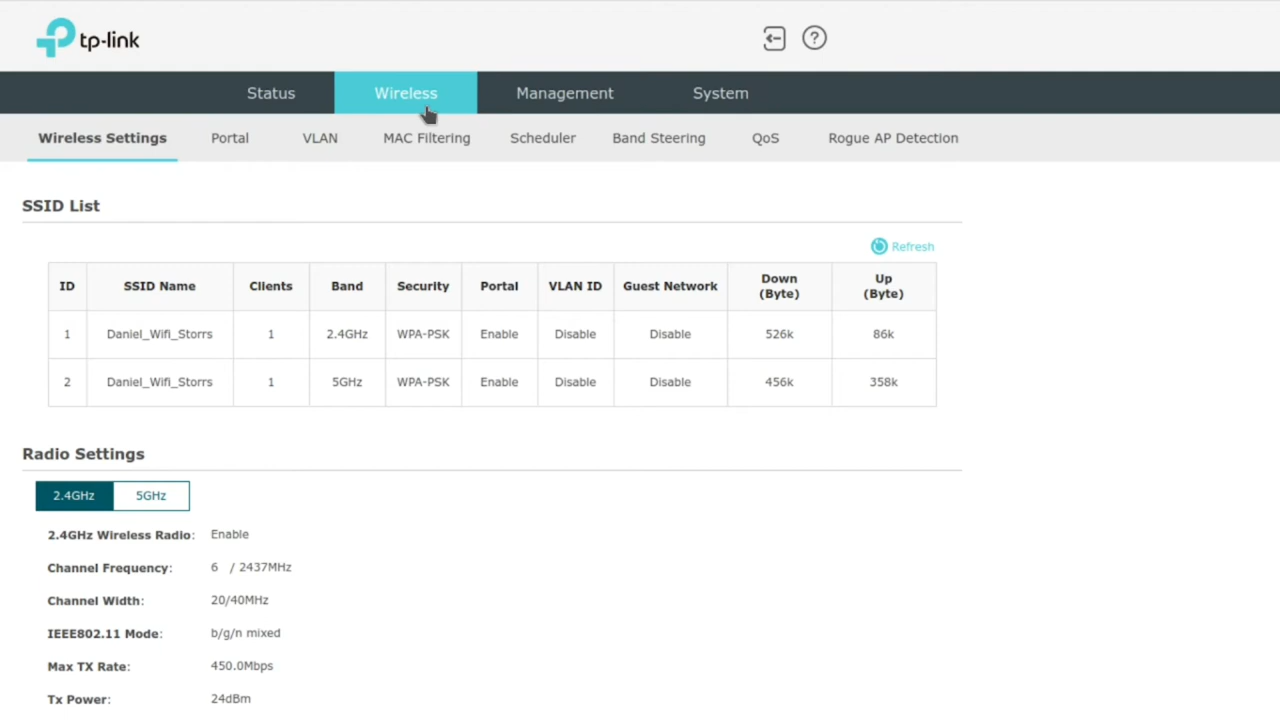 tp-link
?
Status Wireless Management System
Wireless Settings Portal VLAN MAC Filtering Scheduler Band Steering QoS Rogue AP Detection
SSID List
Refresh
ID SSID Name Clients Band Security Portal VLAN ID Guest Network Down (Byte) Up (Byte)
1 Daniel_Wifi_Storrs 1 2.4GHz WPA-PSK Enable Disable Disable 526k 86k
2 Daniel_Wifi_Storrs 1 5GHz WPA-PSK Enable Disable Disable 456k 358k
Radio Settings
2.4GHz 5GHz
2.4GHz Wireless Radio: Enable
Channel Frequency: 6 / 2437MHz
Channel Width: 20/40MHz
IEEE802.11 Mode: b/g/n mixed
Max TX Rate: 450.0Mbps
Tx Power: 24dBm